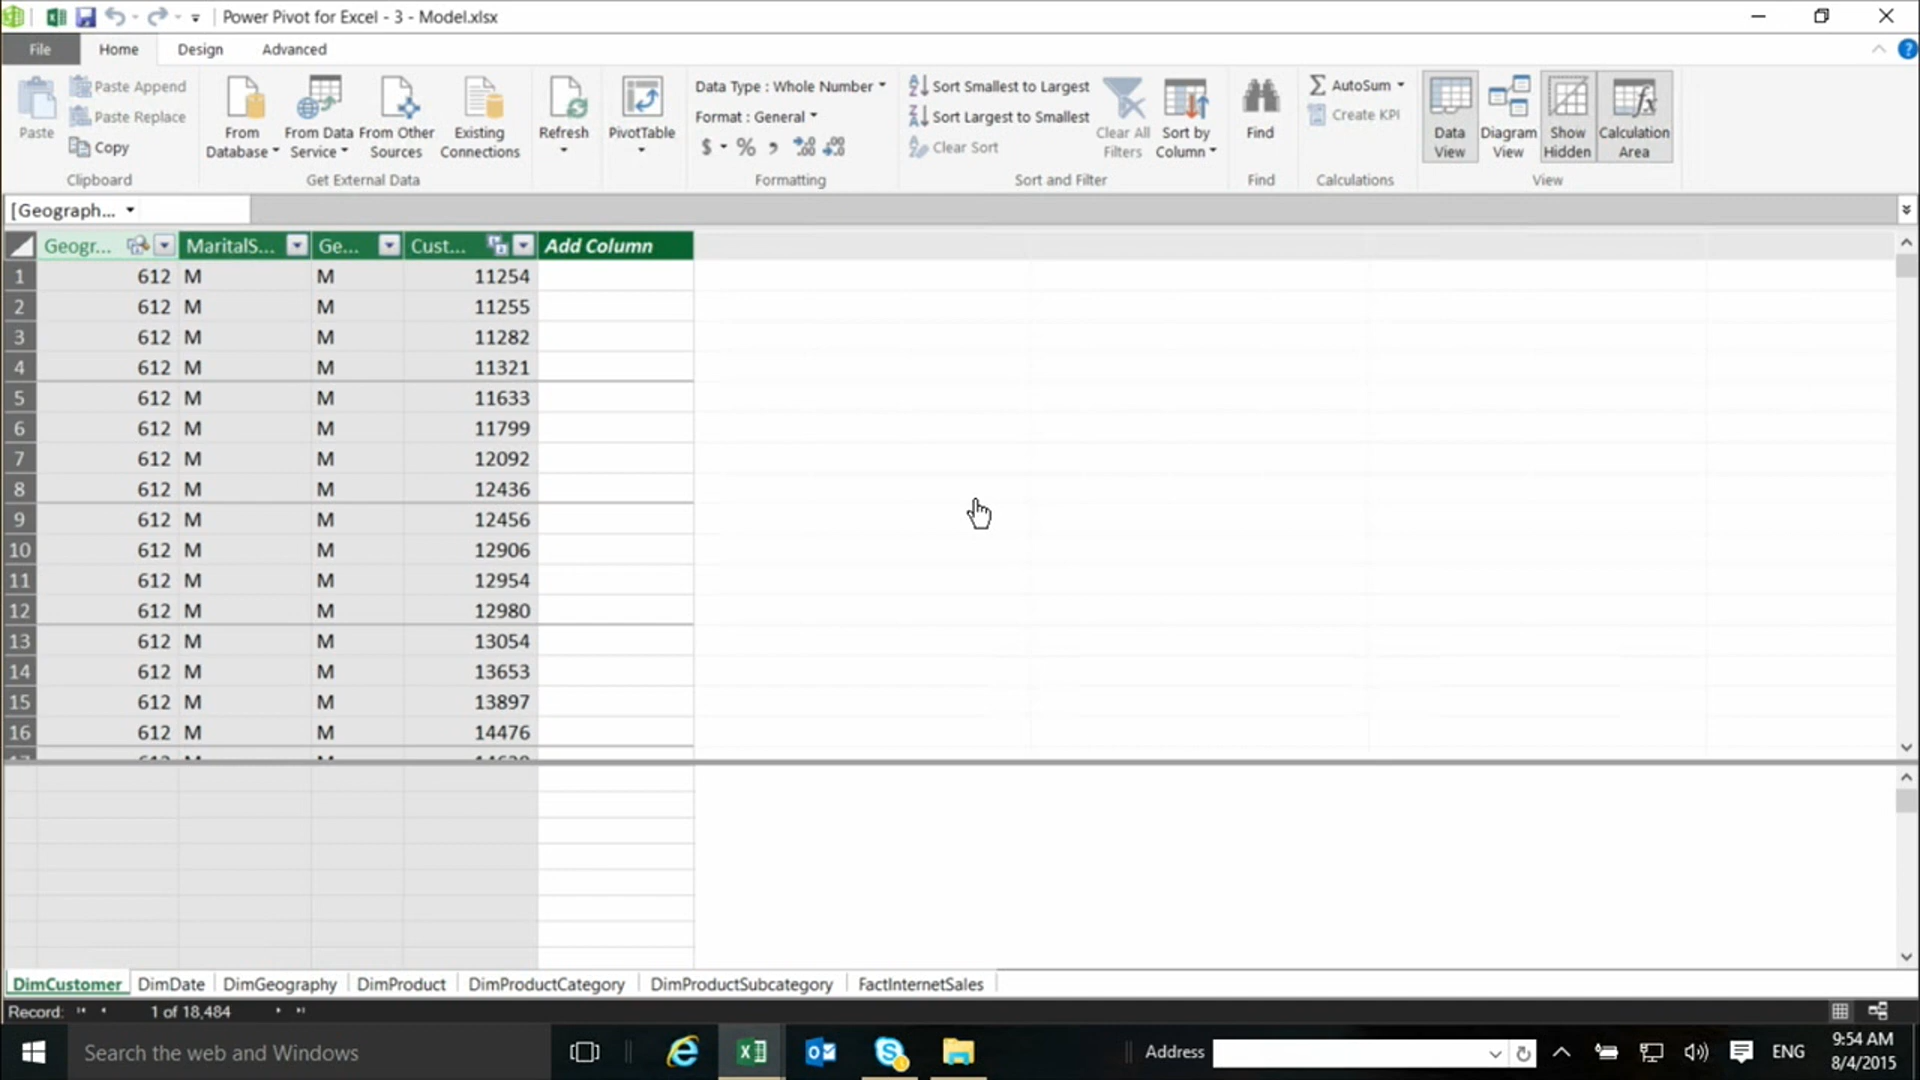 Power Pivot for Excel - 3 - Model.xlsx
File Home Design Advanced
Paste
Paste Append
Paste Replace
Copy
Clipboard
From Database
From Data Service
From Other Sources
Existing Connections
Get External Data
Refresh
PivotTable
Data Type : Whole Number
Format : General
$ % ,
Formatting
Sort Smallest to Largest
Sort Largest to Smallest
Clear Sort
Clear All Filters
Sort by Column
Sort and Filter
Find
Find
AutoSum
Create KPI
Calculations
Data View
Diagram View
Show Hidden
Calculation Area
View
[Geograph...
Geogr... MaritalS... Ge... Cust... Add Column
1 612 M M 11254
2 612 M M 11255
3 612 M M 11282
4 612 M M 11321
5 612 M M 11633
6 612 M M 11799
7 612 M M 12092
8 612 M M 12436
9 612 M M 12456
10 612 M M 12906
11 612 M M 12954
12 612 M M 12980
13 612 M M 13054
14 612 M M 13653
15 612 M M 13897
16 612 M M 14476
DimCustomer DimDate DimGeography DimProduct DimProductCategory DimProductSubcategory FactInternetSales
Record: 1 of 18,484
Search the web and Windows
Address
ENG
9:54 AM
8/4/2015